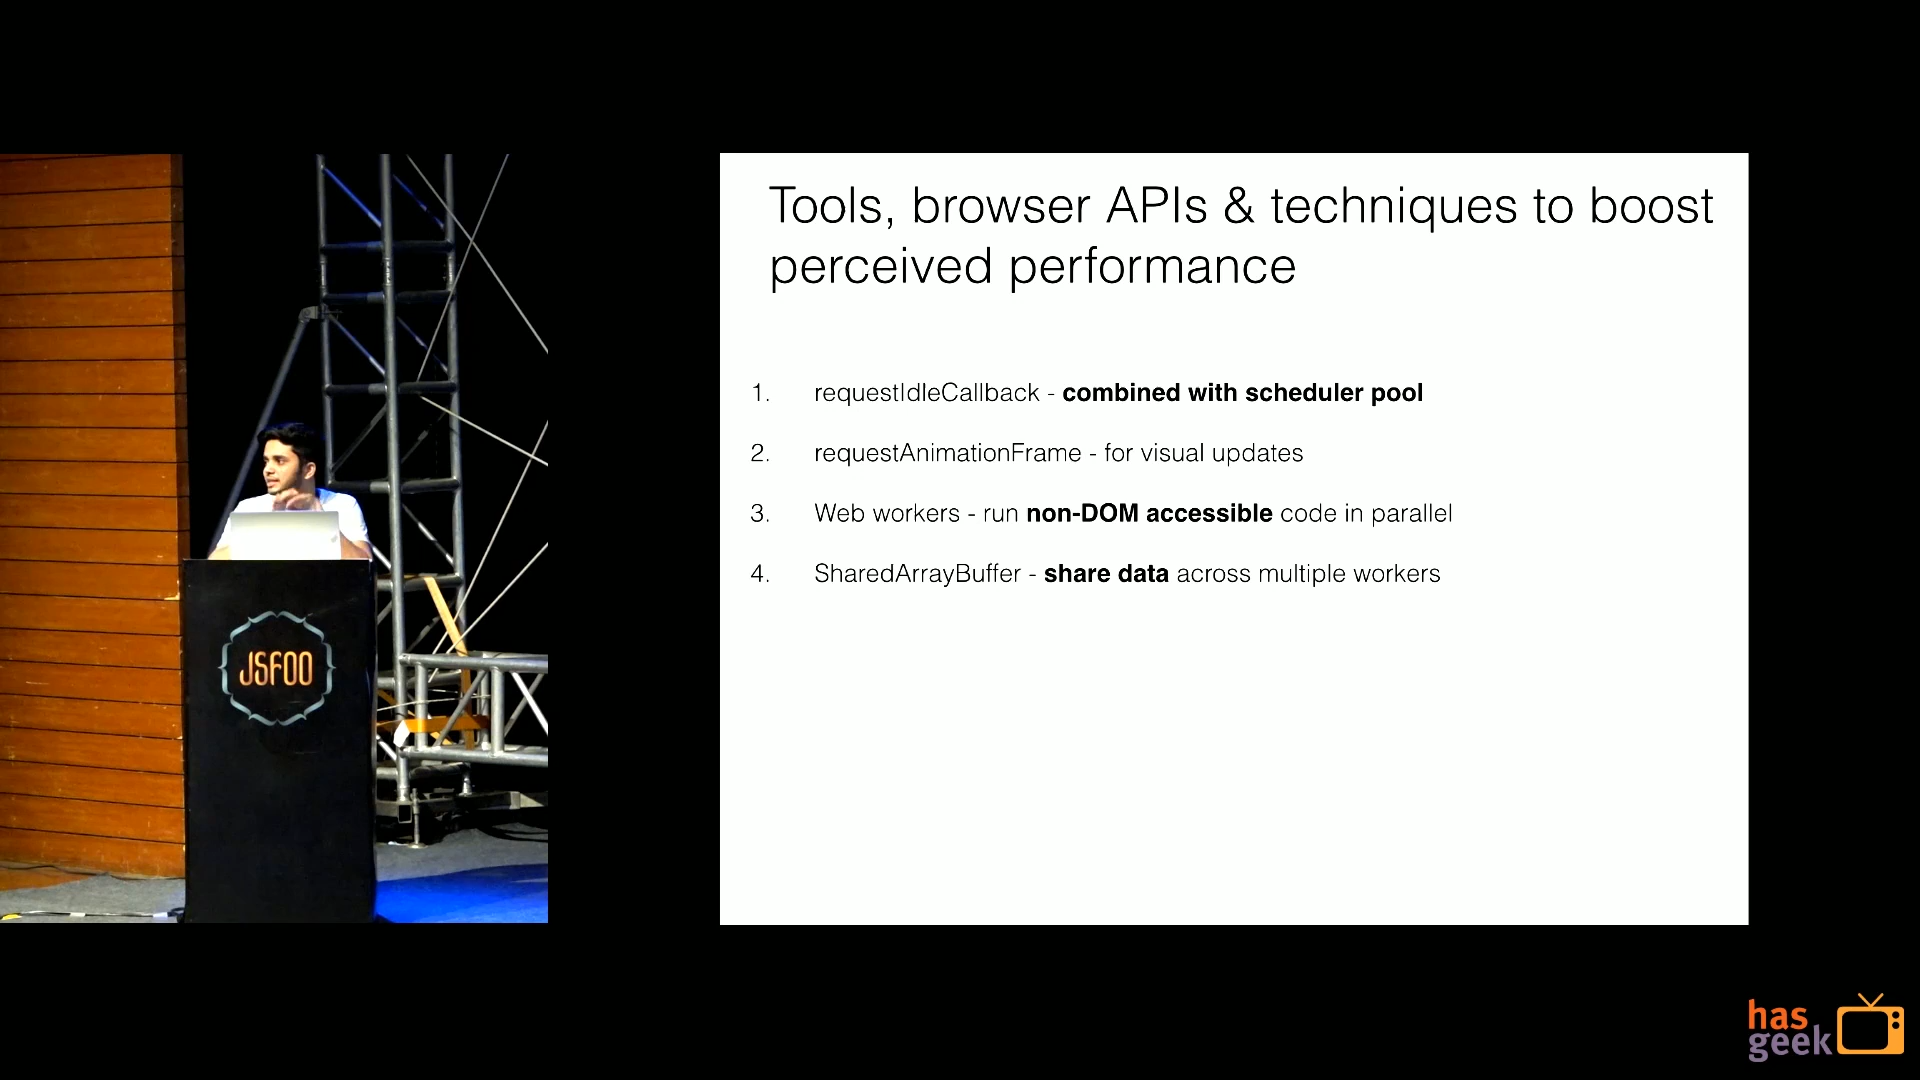 Tools, browser APIs & techniques to boost
perceived performance
1. requestIdleCallback - combined with scheduler pool
2. requestAnimationFrame - for visual updates
3. Web workers - run non-DOM accessible code in parallel
4. SharedArrayBuffer - share data across multiple workers
JSFOO
has
geek